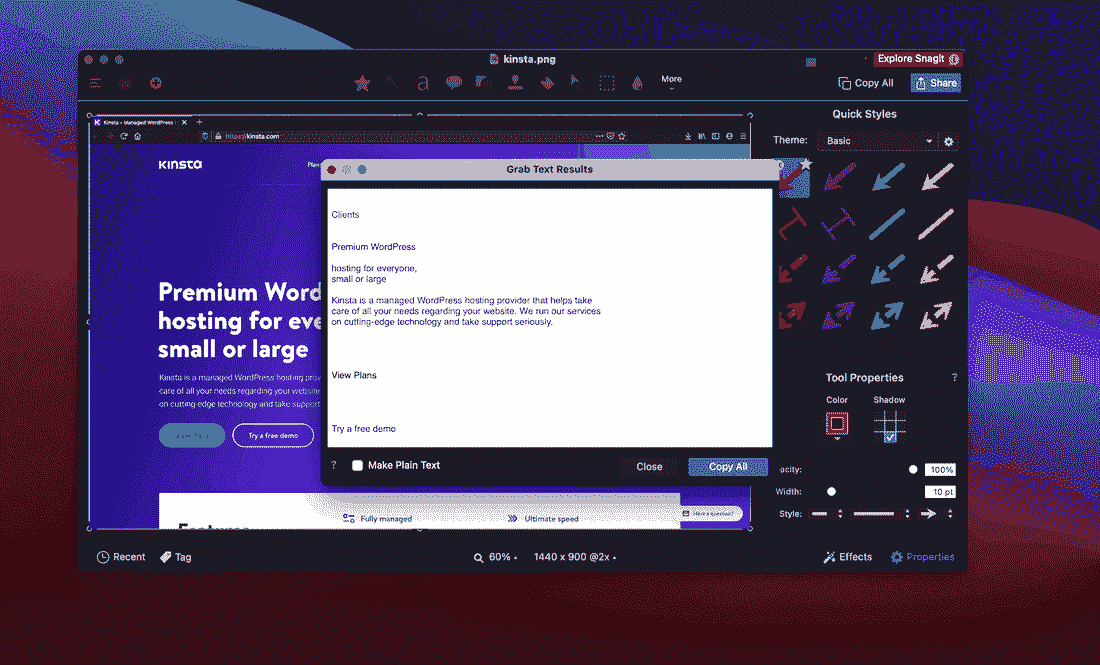 kinsta.png
Explore Snagit
More
Copy All
Share
Quick Styles
Theme:
Basic
Kinsta - Managed WordPress
https://kinsta.com
KINSTA
Plans
Premium Word
hosting for eve
small or large
Kinsta is a managed WordPress hosting prov
care of all your needs regarding your website
on cutting-edge technology and take support
Try a free demo
Fully managed
Ultimate speed
Have a question?
Grab Text Results
Clients
Premium WordPress
hosting for everyone,
small or large
Kinsta is a managed WordPress hosting provider that helps take
care of all your needs regarding your website. We run our services
on cutting-edge technology and take support seriously.
View Plans
Try a free demo
?
Make Plain Text
Close
Copy All
Tool Properties
?
Color
Shadow
pacity:
100%
Width:
10 pt
Style:
Recent
Tag
60%
1440 x 900 @2x
Effects
Properties